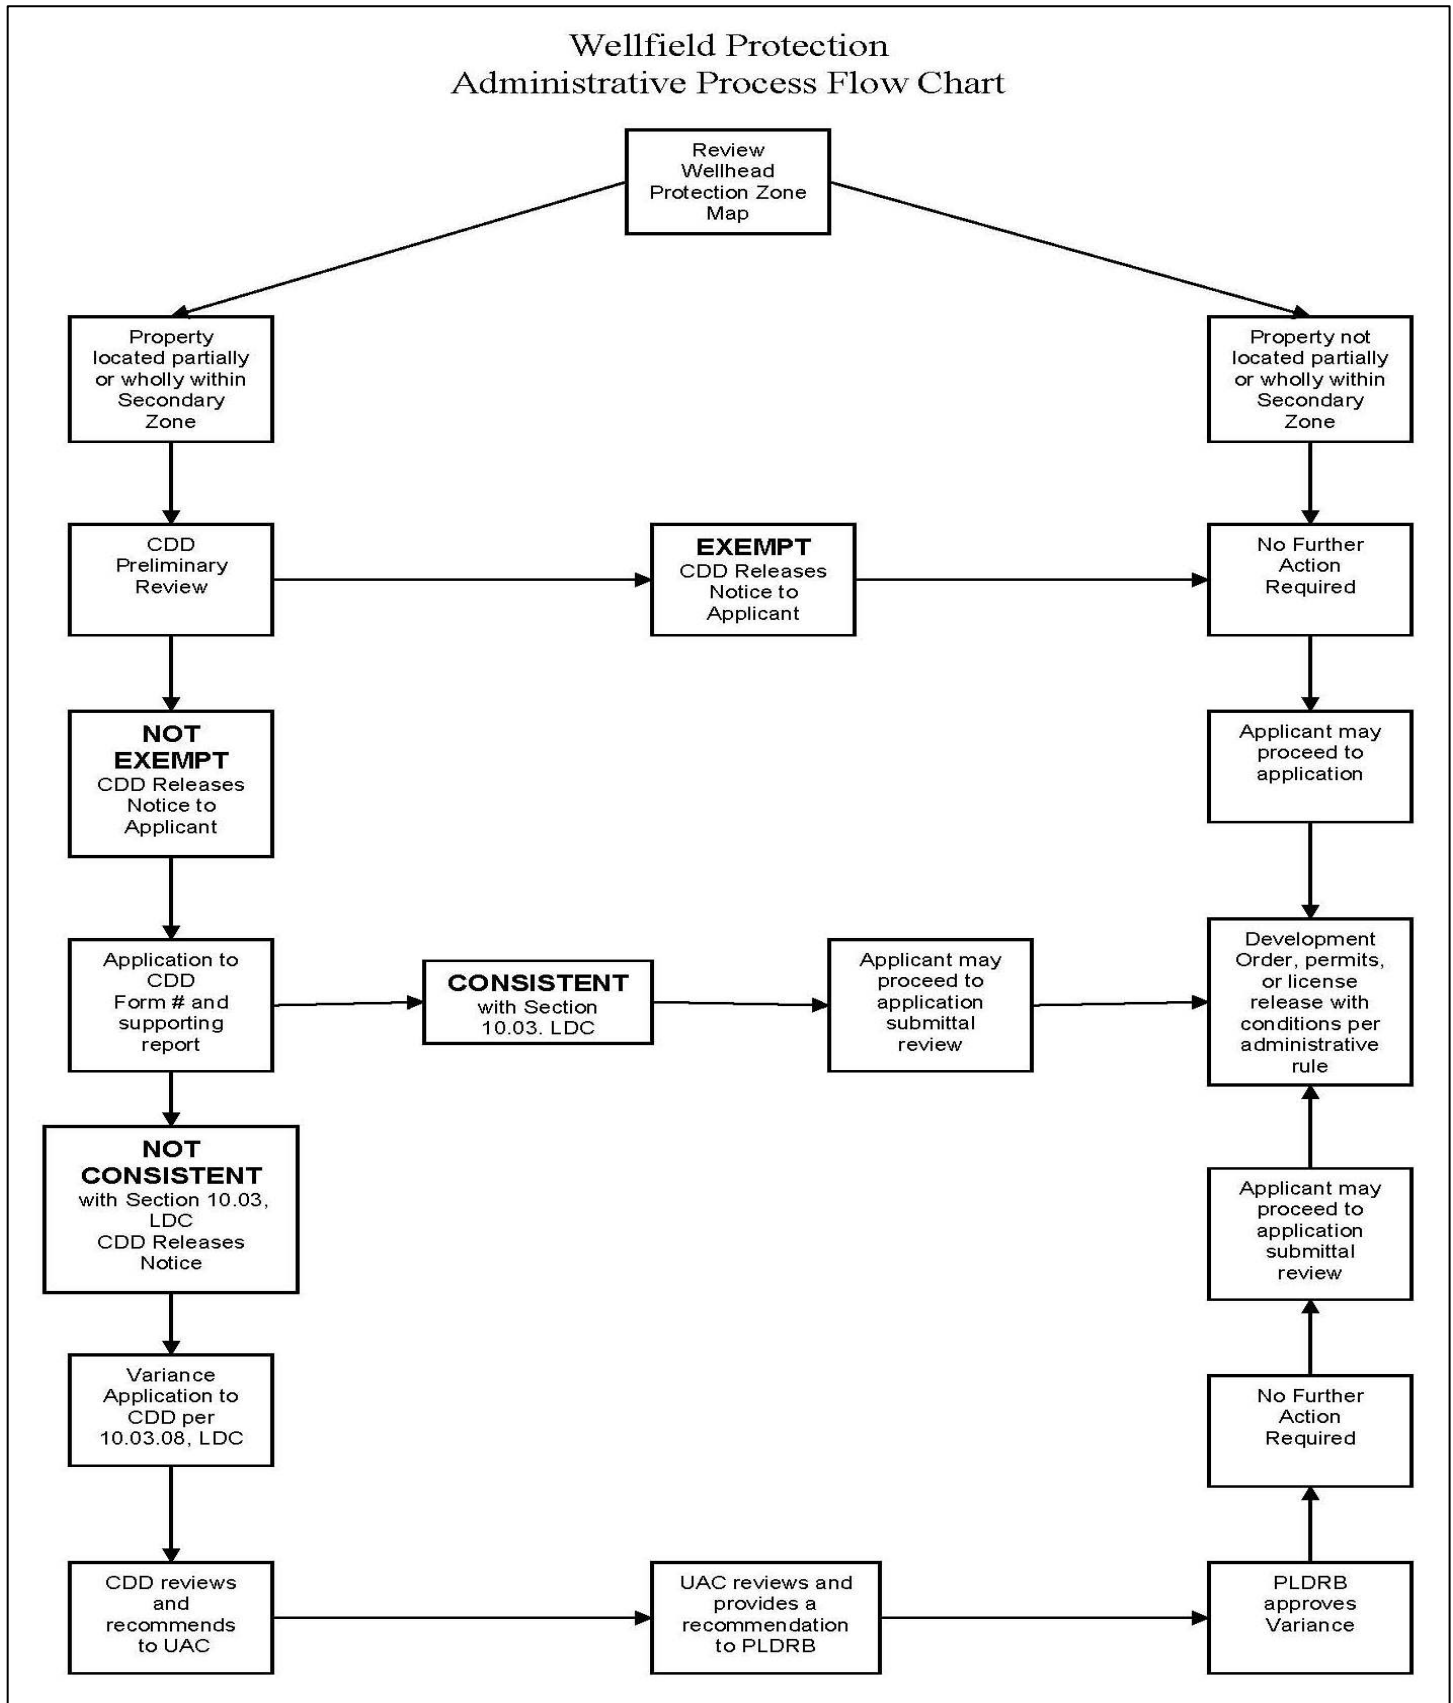 Wellfield Protection
Administrative Process Flow Chart
Review
Wellhead
Protection Zone
Map
Property
located partially
or wholly within
Secondary
Zone
Property not
located partially
or wholly within
Secondary
Zone
CDD
Preliminary
Review
EXEMPT
CDD Releases
Notice to
Applicant
No Further
Action
Required
NOT
EXEMPT
CDD Releases
Notice to
Applicant
Applicant may
proceed to
application
Application to
CDD
Form # and
supporting
report
CONSISTENT
with Section
10.03. LDC
Applicant may
proceed to
application
submittal
review
Development
Order, permits,
or license
release with
conditions per
administrative
rule
NOT
CONSISTENT
with Section 10.03,
LDC
CDD Releases
Notice
Applicant may
proceed to
application
submittal
review
Variance
Application to
CDD per
10.03.08, LDC
No Further
Action
Required
CDD reviews
and
recommends
to UAC
UAC reviews and
provides a
recommendation
to PLDRB
PLDRB
approves
Variance